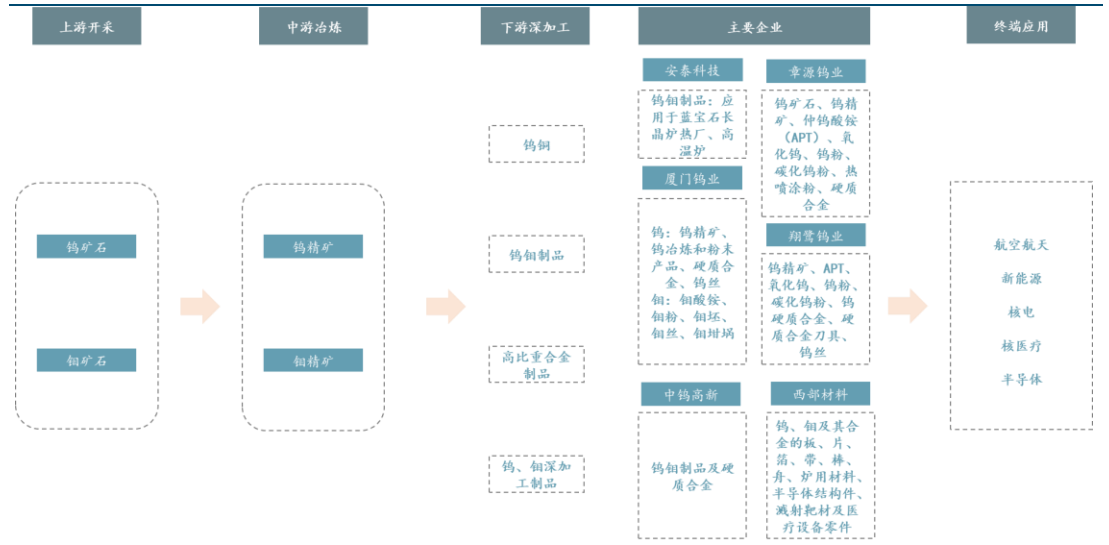 上游开采
中游冶炼
下游深加工
主要企业
终端应用
钨矿石
钼矿石
钨精矿
钼精矿
钨铜
钨钼制品
高比重合金
制品
钨、钼深加
工制品
安泰科技
钨钼制品：应
用于蓝宝石长
晶炉热厂、高
温炉
厦门钨业
钨：钨精矿、
钨冶炼和粉末
产品、硬质合
金、钨丝
钼：钼酸铵、
钼粉、钼坯、
钼丝、钼坩埚
中钨高新
钨钼制品及硬
质合金
章源钨业
钨矿石、钨精
矿、仲钨酸铵
（APT）、氧
化钨、钨粉、
碳化钨粉、热
喷涂粉、硬质
合金
翔鹭钨业
钨精矿、APT、
氧化钨、钨粉、
碳化钨粉、钨
硬质合金、硬
质合金刀具、
钨丝
西部材料
钨、钼及其合
金的板、片、
箔、带、棒、
舟、炉用材料、
半导体结构件、
溅射靶材及医
疗设备零件
航空航天
新能源
核电
核医疗
半导体